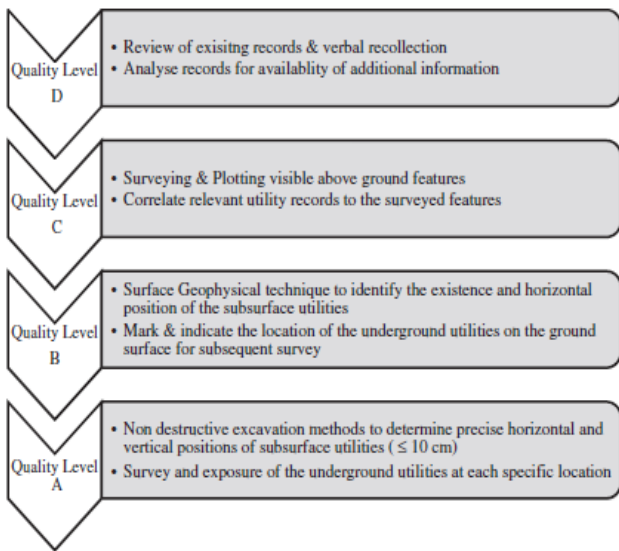 Quality Level
D
• Review of exisitng records & verbal recollection
• Analyse records for availablity of additional information
Quality Level
C
• Surveying & Plotting visible above ground features
• Correlate relevant utility records to the surveyed features
Quality Level
B
• Surface Geophysical technique to identify the existence and horizontal
position of the subsurface utilities
• Mark & indicate the location of the underground utilities on the ground
surface for subsequent survey
Quality Level
A
• Non destructive excavation methods to determine precise horizontal and
vertical positions of subsurface utilities ( ≤ 10 cm)
• Survey and exposure of the underground utilities at each specific location